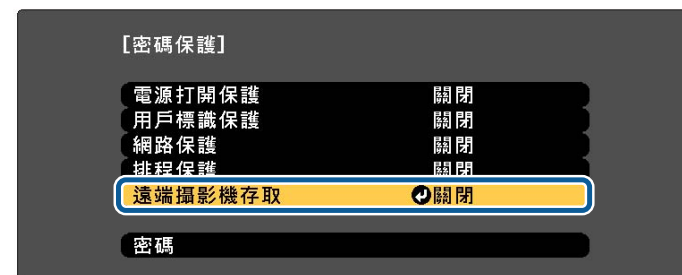 [密碼保護]
電源打開保護 關閉
用戶標識保護 關閉
網路保護 關閉
排程保護 關閉
遠端攝影機存取 關閉
密碼